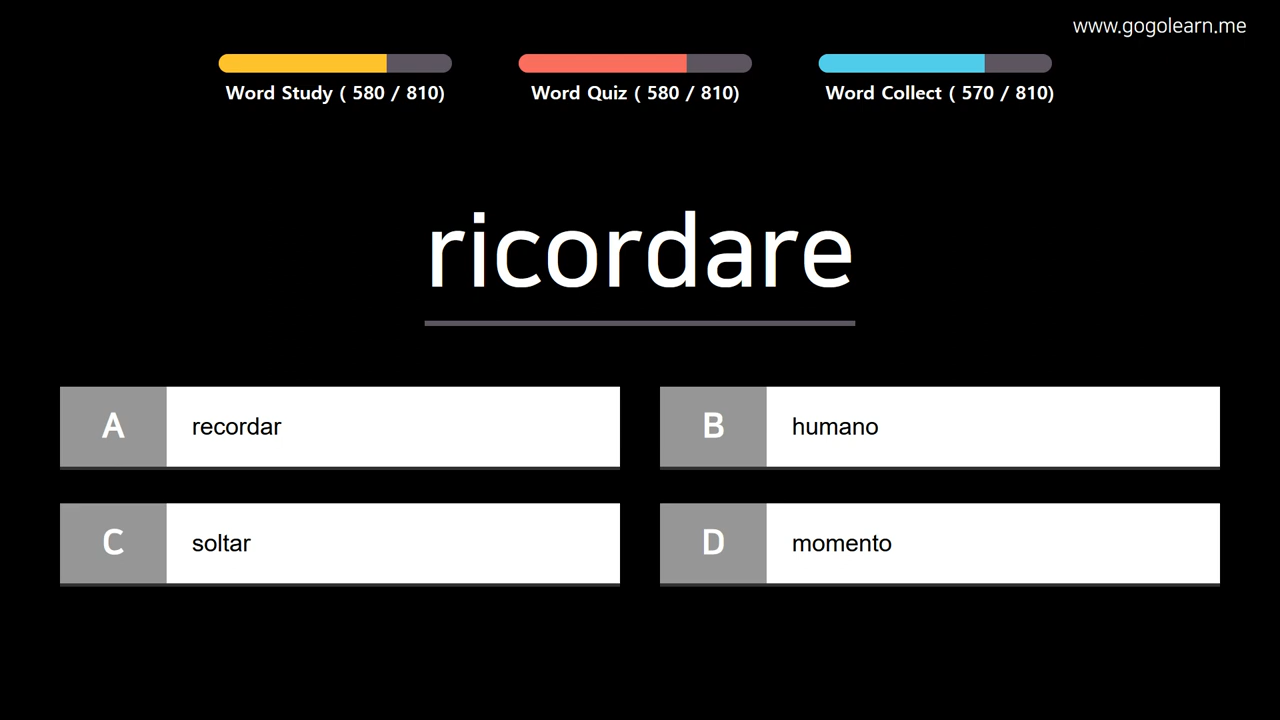 www.gogolearn.me
Word Study ( 580 / 810)
Word Quiz ( 580 / 810)
Word Collect ( 570 / 810)
ricordare
A recordar
B humano
C soltar
D momento